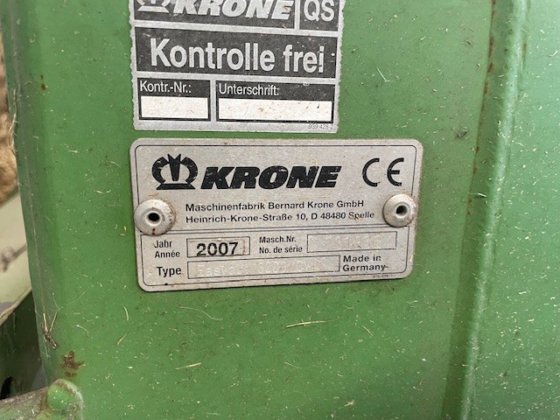 KRONE QS
Kontrolle frei
Kontr.-Nr.: Unterschrift:
KRONE CE
Maschinenfabrik Bernard Krone GmbH
Heinrich-Krone-Straße 10, D 48480 Spelle
Jahr
Année 2007 Masch.Nr.
No. de série
Type Made in
Germany